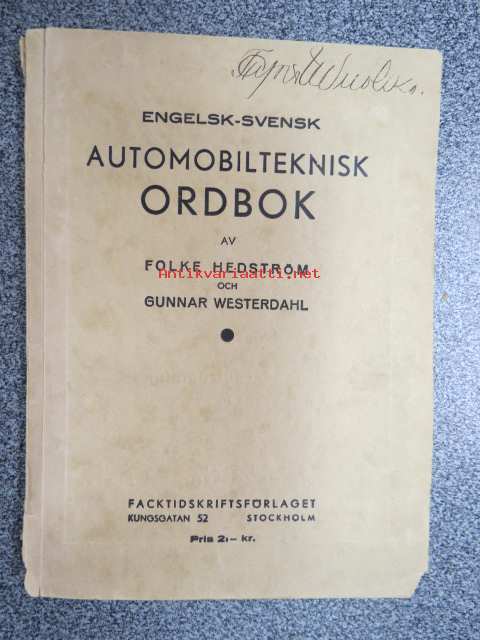 ENGELSK-SVENSK
AUTOMOBILTEKNISK
ORDBOK
AV
FOLKE HEDSTRÖM
Antikvariaatti.net
OCH
GUNNAR WESTERDAHL
FACKTIDSKRIFTSFÖRLAGET
KUNGSGATAN 52 STOCKHOLM
Pris 2:- kr.